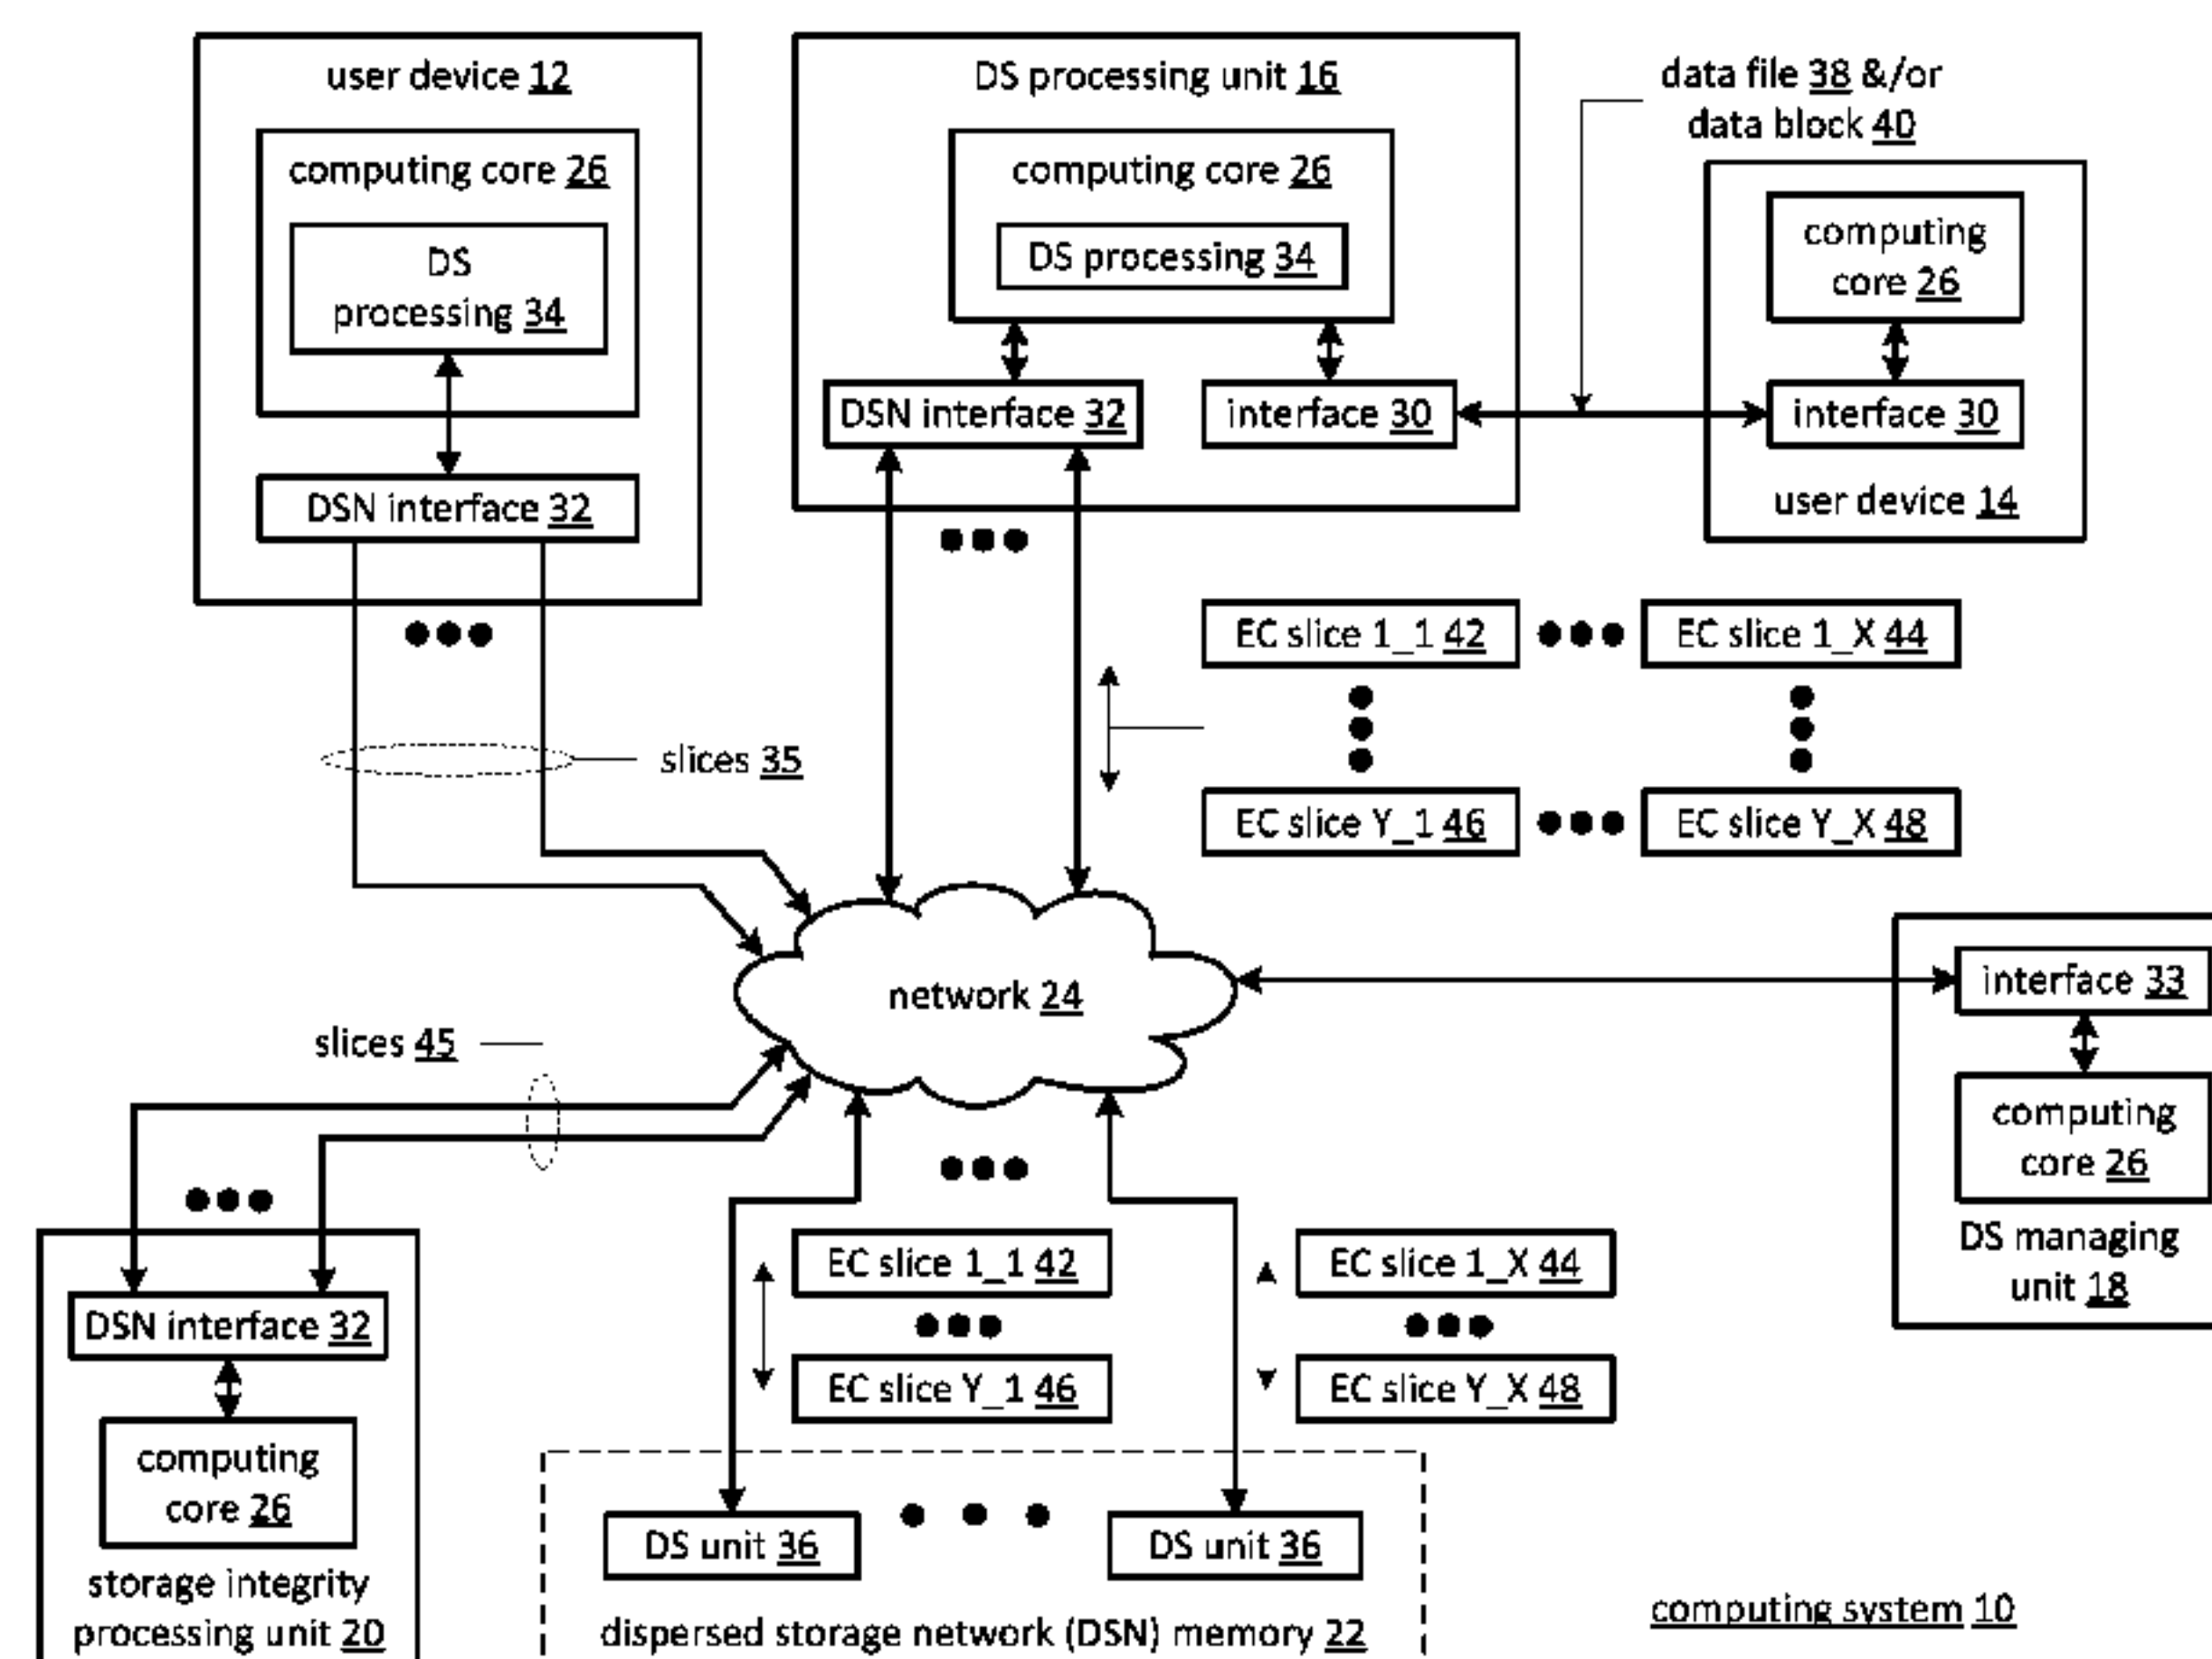 user device 12
computing core 26
DS
processing 34
DSN interface 32
slices 35
DS processing unit 16
computing core 26
DS processing 34
DSN interface 32
interface 30
data file 38 &/or
data block 40
computing
core 26
interface 30
user device 14
EC slice 1_1 42
EC slice 1_X 44
EC slice Y_1 46
EC slice Y_X 48
network 24
interface 33
computing
core 26
DS managing
unit 18
slices 45
DSN interface 32
computing
core 26
storage integrity
processing unit 20
EC slice 1_1 42
EC slice Y_1 46
EC slice 1_X 44
EC slice Y_X 48
DS unit 36
DS unit 36
dispersed storage network (DSN) memory 22
computing system 10